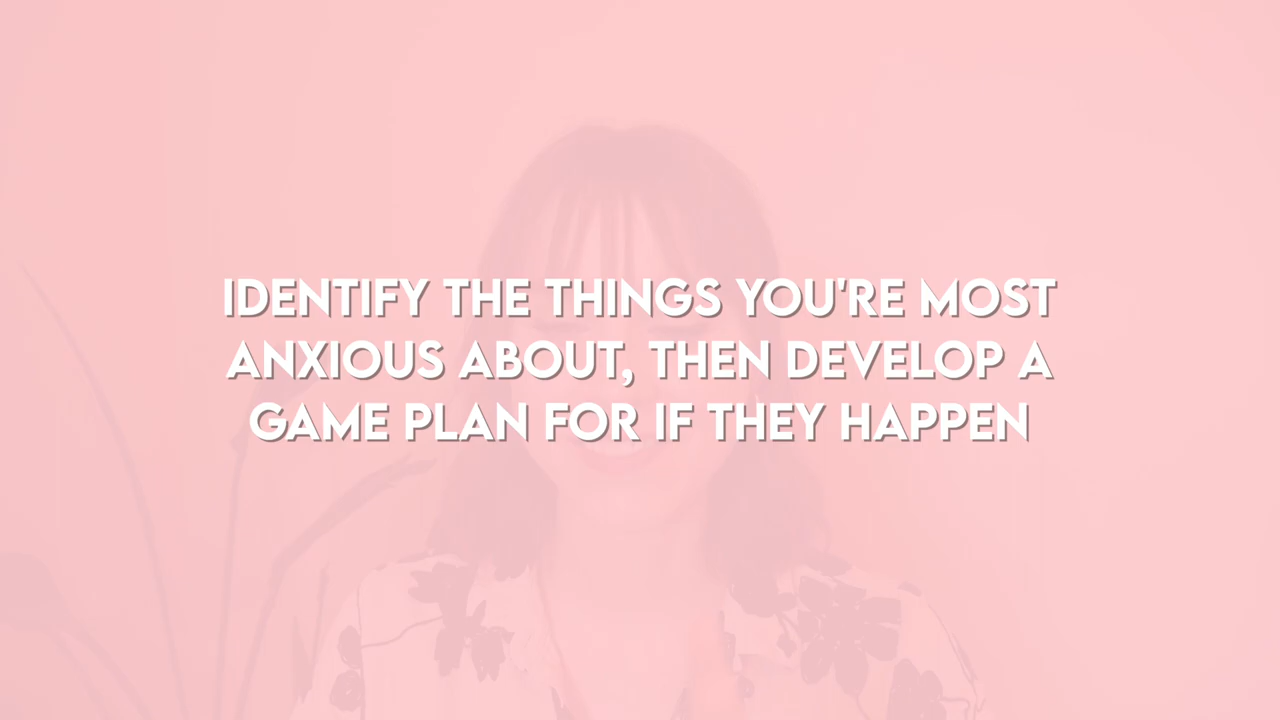 IDENTIFY THE THINGS YOU'RE MOST
ANXIOUS ABOUT, THEN DEVELOP A
GAME PLAN FOR IF THEY HAPPEN